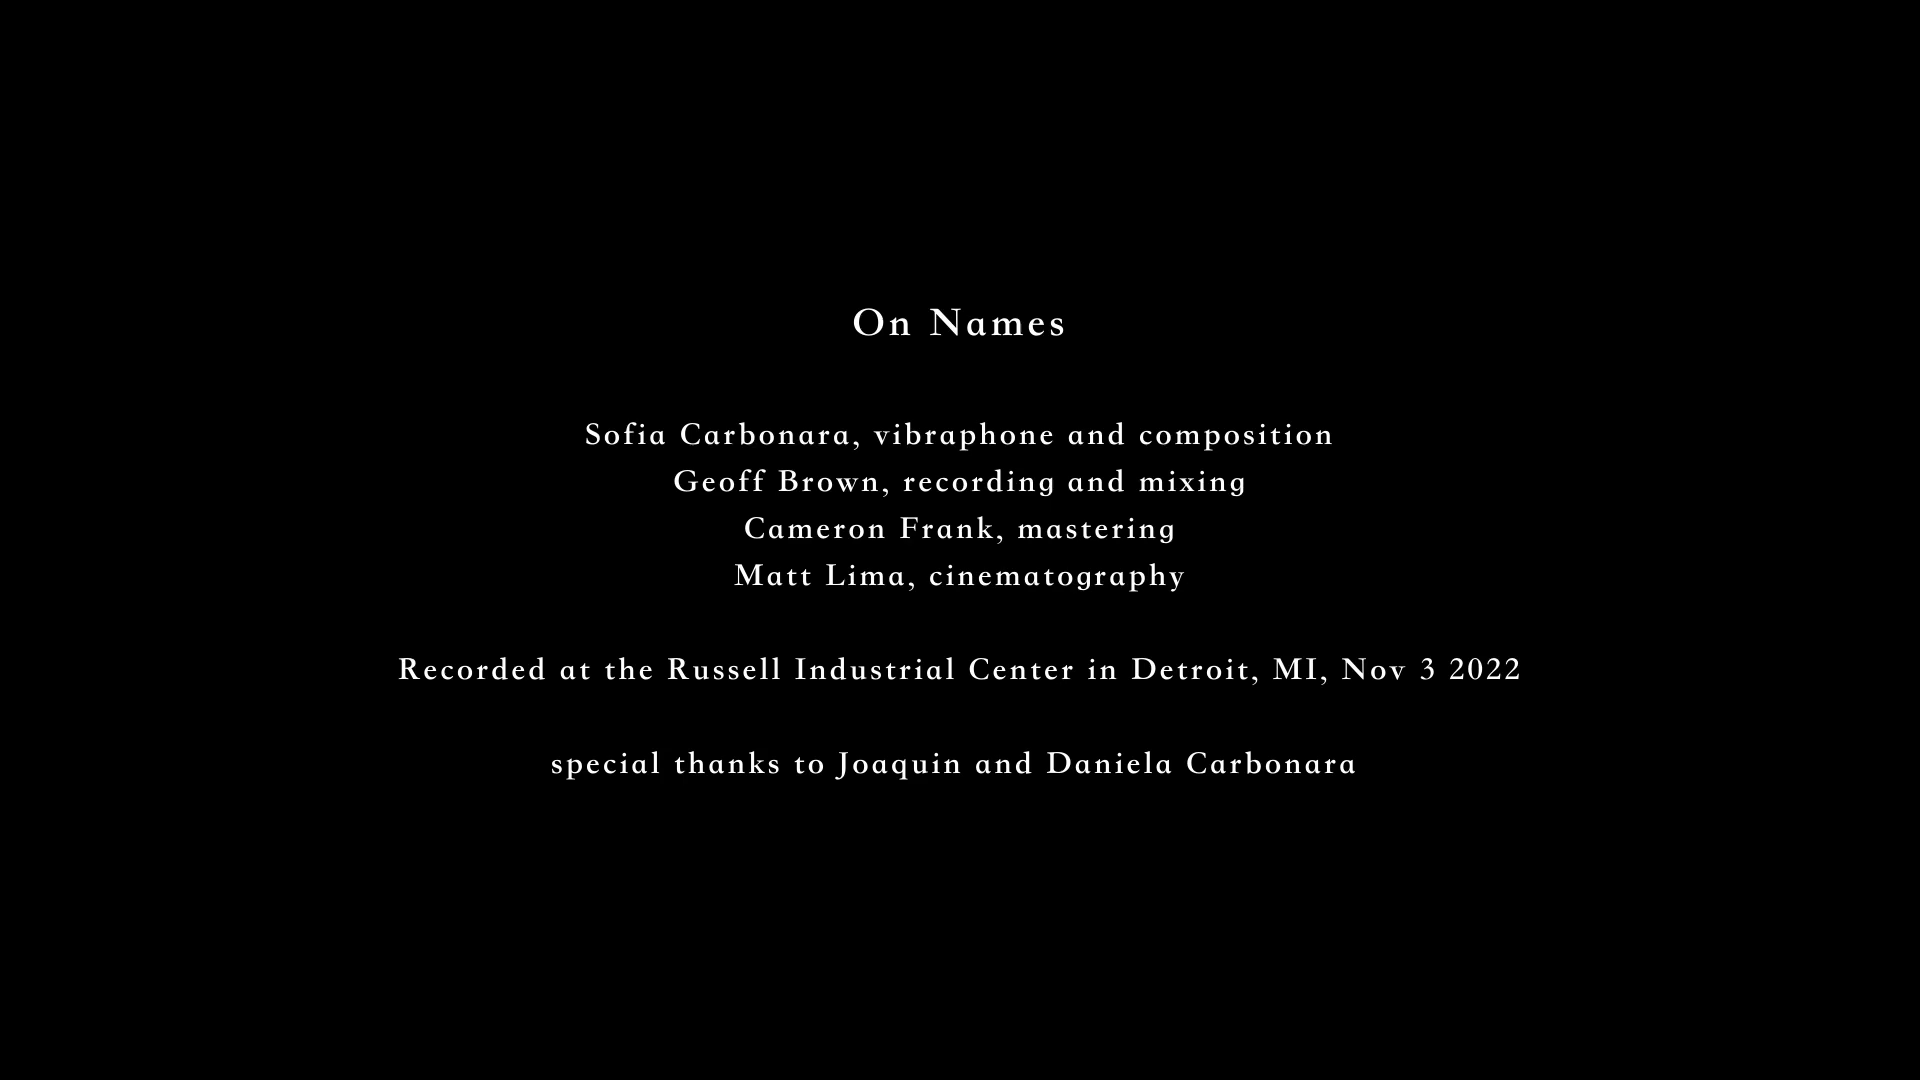 On Names
Sofia Carbonara, vibraphone and composition
Geoff Brown, recording and mixing
Cameron Frank, mastering
Matt Lima, cinematography
Recorded at the Russell Industrial Center in Detroit, MI, Nov 3 2022
special thanks to Joaquin and Daniela Carbonara